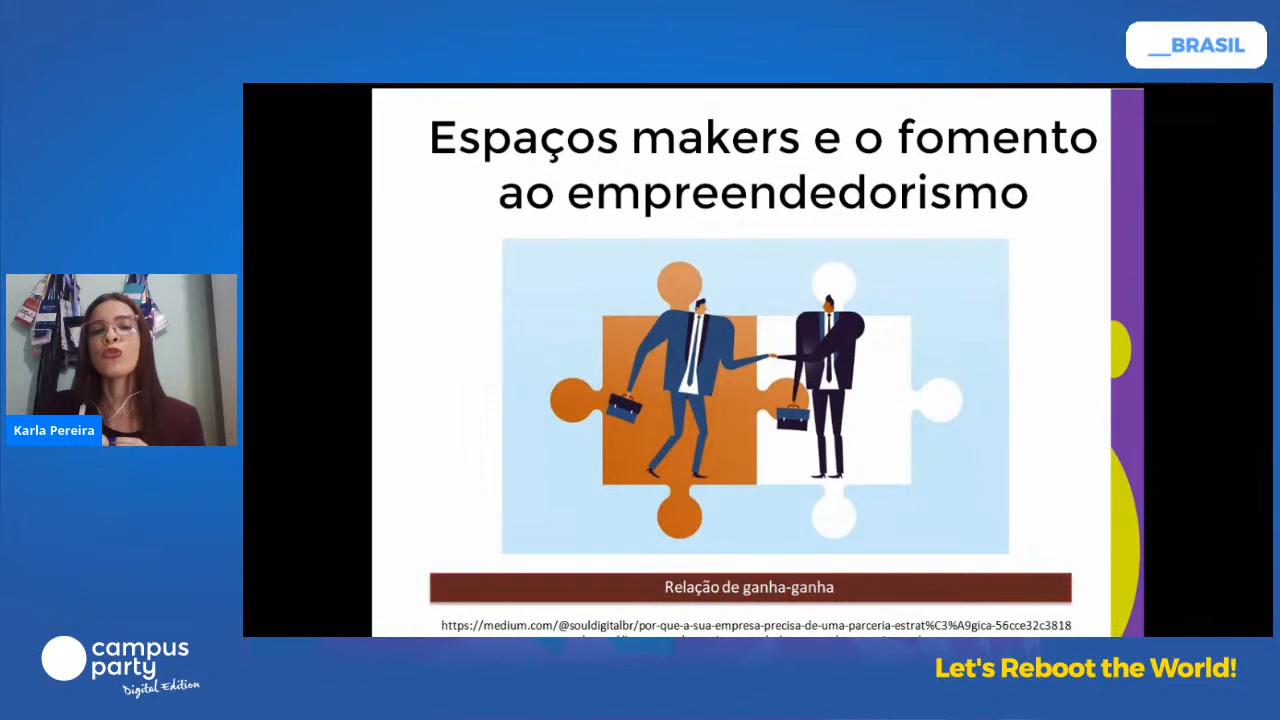 __BRASIL
Espaços makers e o fomento
ao empreendedorismo
Karla Pereira
Relação de ganha-ganha
https://medium.com/@souldigitalbr/por-que-a-sua-empresa-precisa-de-uma-parceria-estrat%C3%A9gica-56cce32c3818
campus
party
Digital Edition
Let's Reboot the World!